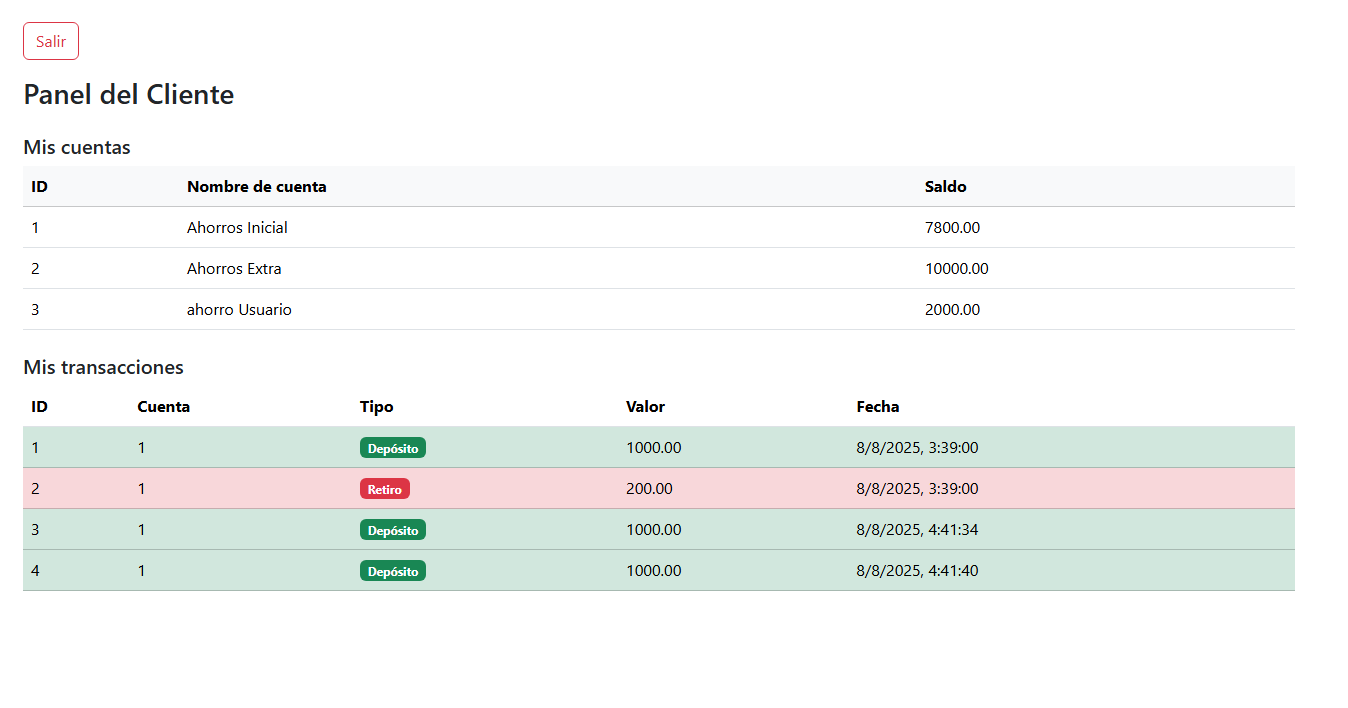 Salir
Panel del Cliente
Mis cuentas
ID Nombre de cuenta Saldo
1 Ahorros Inicial 7800.00
2 Ahorros Extra 10000.00
3 ahorro Usuario 2000.00
Mis transacciones
ID Cuenta Tipo Valor Fecha
1 1 Depósito 1000.00 8/8/2025, 3:39:00
2 1 Retiro 200.00 8/8/2025, 3:39:00
3 1 Depósito 1000.00 8/8/2025, 4:41:34
4 1 Depósito 1000.00 8/8/2025, 4:41:40